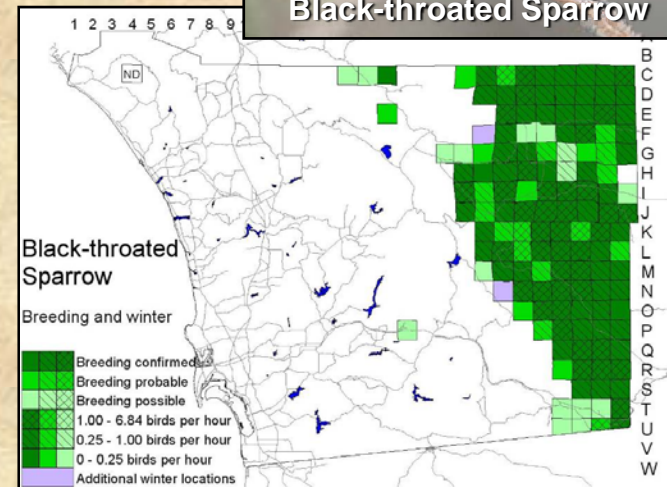 Black-throated Sparrow
1 2 3 4 5 6 7 8 9
ND
A
B
C
D
E
F
G
H
I
J
K
L
M
N
O
P
Q
R
S
T
U
V
W
Black-throated
Sparrow
Breeding and winter
Breeding confirmed
Breeding probable
Breeding possible
1.00 - 6.84 birds per hour
0.25 - 1.00 birds per hour
0 - 0.25 birds per hour
Additional winter locations